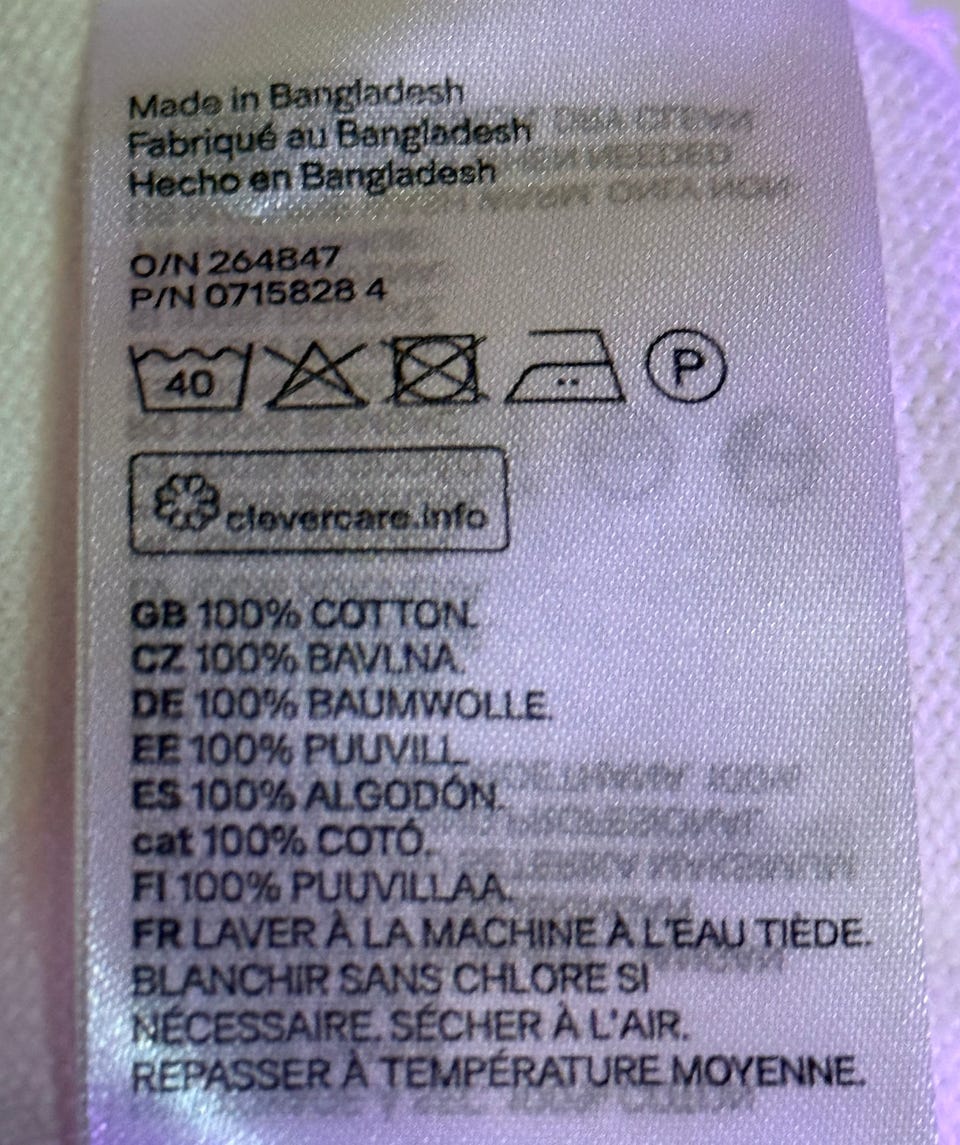 Made in Bangladesh
Fabriqué au Bangladesh
Hecho en Bangladesh
O/N 264847
P/N 0715828 4
40
P
clevercare.info
GB 100% COTTON.
CZ 100% BAVLNA.
DE 100% BAUMWOLLE.
EE 100% PUUVILL.
ES 100% ALGODÓN.
cat 100% COTÓ.
FI 100% PUUVILLAA.
FR LAVER À LA MACHINE À L'EAU TIÈDE.
BLANCHIR SANS CHLORE SI
NÉCESSAIRE. SÉCHER À L'AIR.
REPASSER À TEMPÉRATURE MOYENNE.